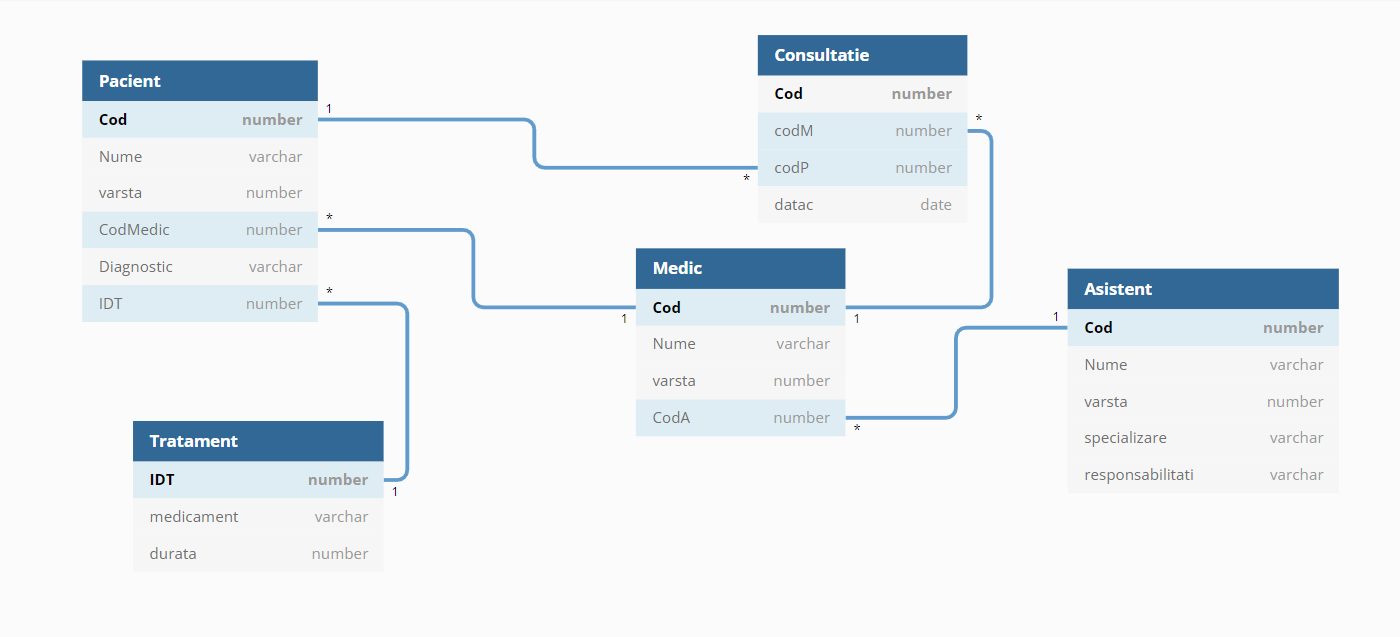 Pacient
Cod number
Nume varchar
varsta number
CodMedic number
Diagnostic varchar
IDT number
1
*
*
Consultatie
Cod number
codM number
codP number
datac date
*
*
Medic
Cod number
Nume varchar
varsta number
CodA number
1
1
*
Asistent
Cod number
Nume varchar
varsta number
specializare varchar
responsabilitati varchar
1
Tratament
IDT number
medicament varchar
durata number
1